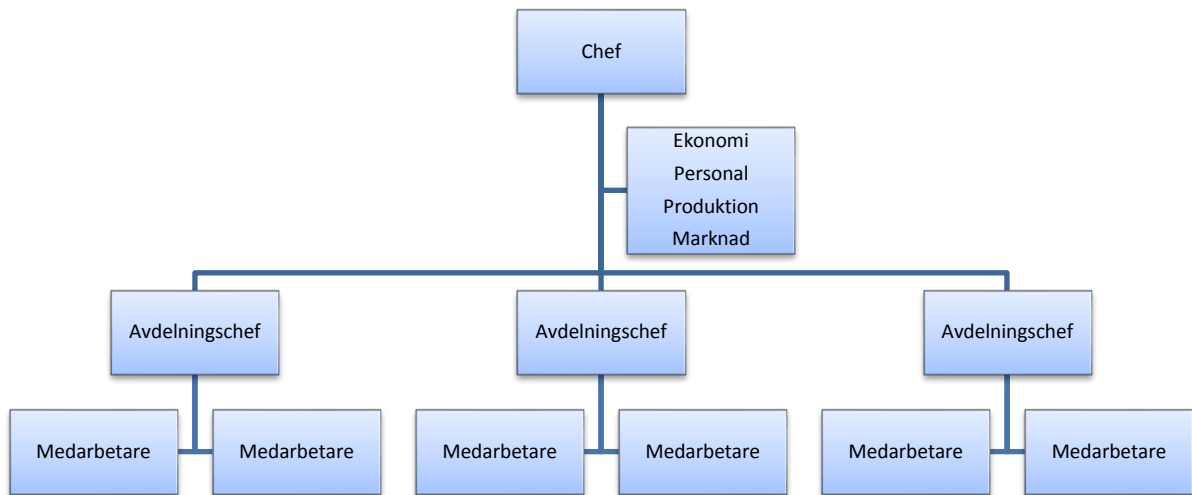 Chef
Ekonomi
Personal
Produktion
Marknad
Avdelningschef
Avdelningschef
Avdelningschef
Medarbetare
Medarbetare
Medarbetare
Medarbetare
Medarbetare
Medarbetare